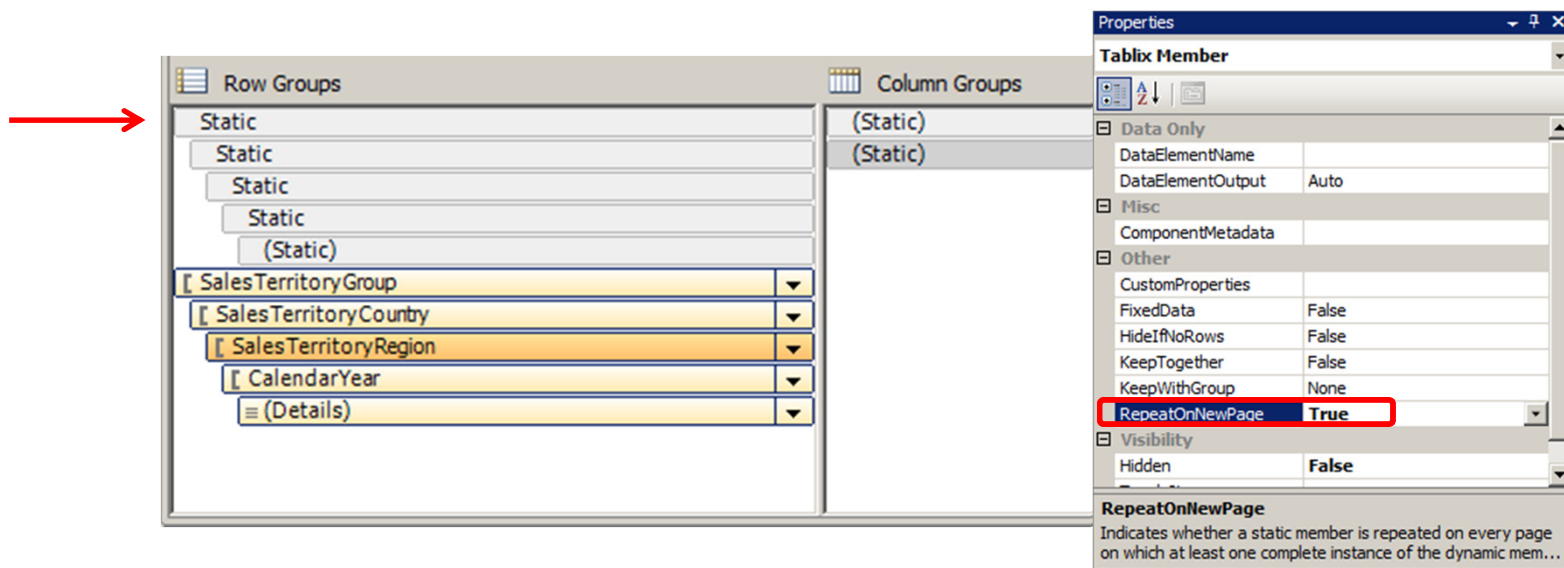 Row Groups
Static
Static
Static
Static
(Static)
[ SalesTerritoryGroup
[ SalesTerritoryCountry
[ SalesTerritoryRegion
[ CalendarYear
(Details)
Column Groups
(Static)
(Static)
Properties
Tablix Member
Data Only
DataElementName
DataElementOutput Auto
Misc
ComponentMetadata
Other
CustomProperties
FixedData False
HideIfNoRows False
KeepTogether False
KeepWithGroup None
RepeatOnNewPage True
Visibility
Hidden False
RepeatOnNewPage
Indicates whether a static member is repeated on every page
on which at least one complete instance of the dynamic mem...